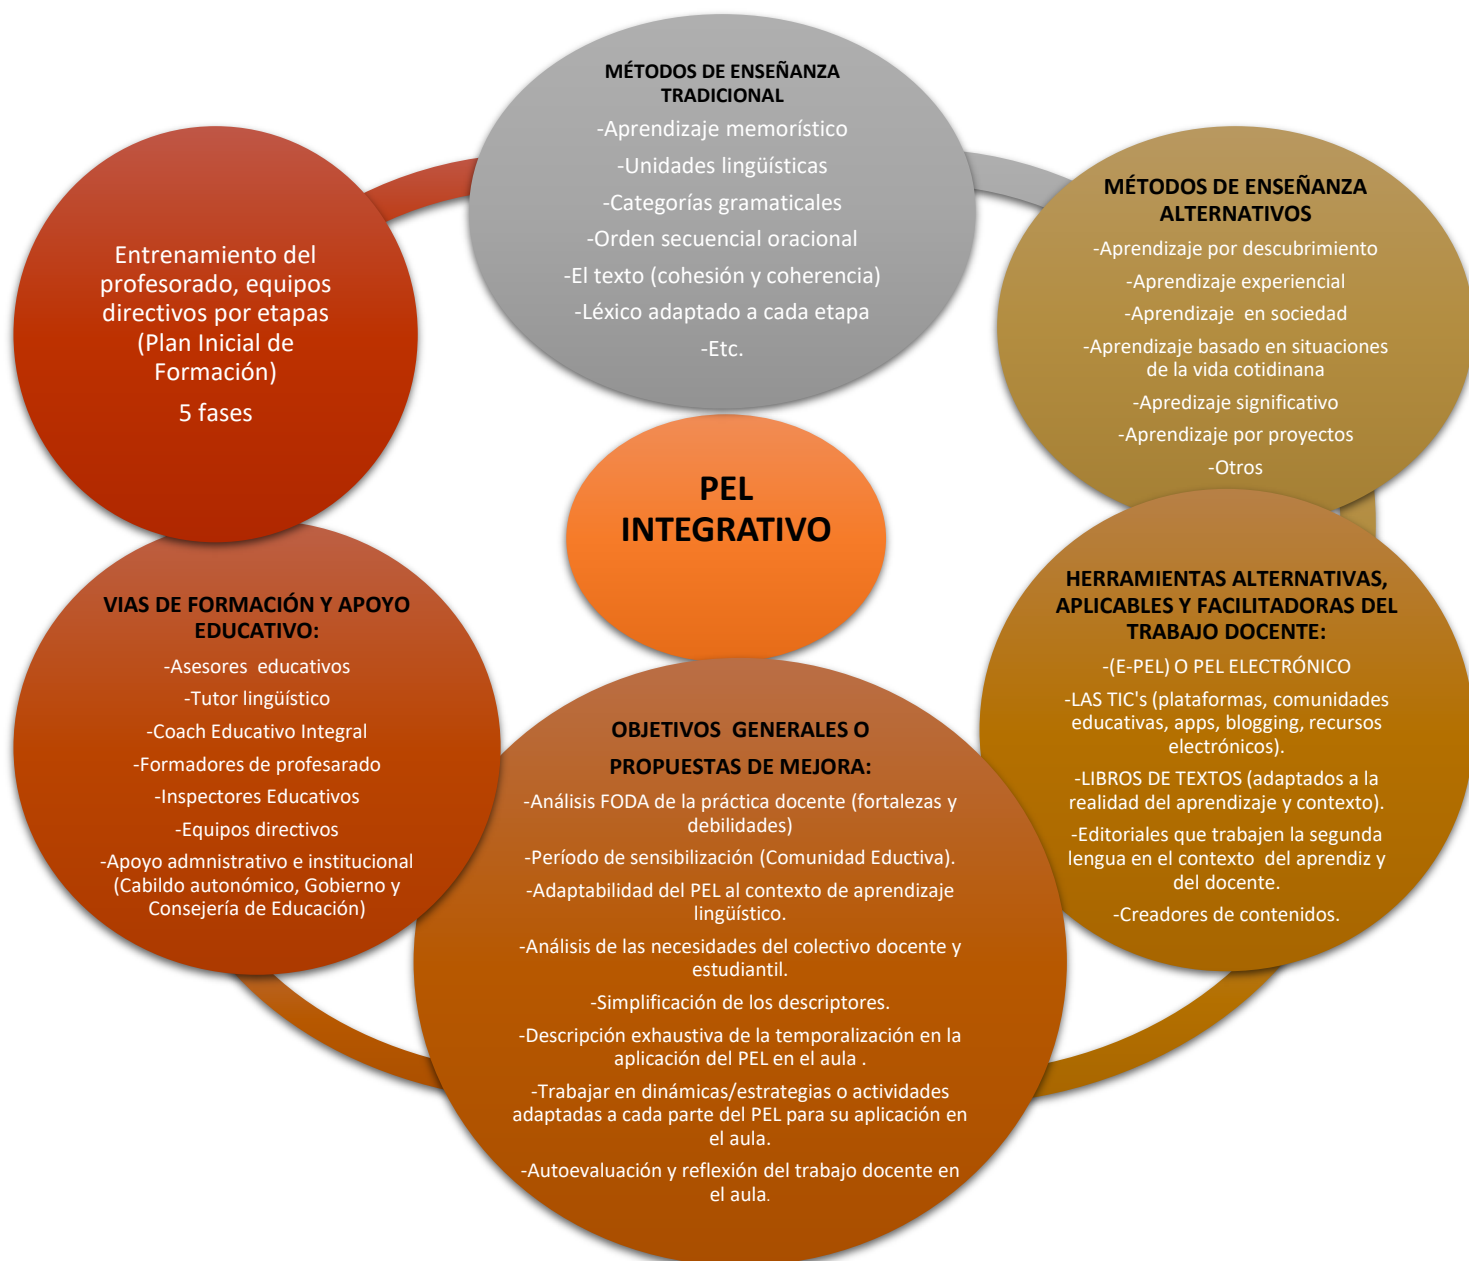 MÉTODOS DE ENSEÑANZA
TRADICIONAL
-Aprendizaje memorístico
-Unidades lingüísticas
-Categorías gramaticales
-Orden secuencial oracional
-El texto (cohesión y coherencia)
-Léxico adaptado a cada etapa
-Etc.
MÉTODOS DE ENSEÑANZA
ALTERNATIVOS
-Aprendizaje por descubrimiento
-Aprendizaje experiencial
-Aprendizaje  en sociedad
-Aprendizaje basado en situaciones
de la vida cotidinana
-Apredizaje significativo
-Aprendizaje por proyectos
-Otros
HERRAMIENTAS ALTERNATIVAS,
APLICABLES Y FACILITADORAS DEL
TRABAJO DOCENTE:
-(E-PEL) O PEL ELECTRÓNICO
-LAS TIC's (plataformas, comunidades
educativas, apps, blogging, recursos
electrónicos).
-LIBROS DE TEXTOS (adaptados a la
realidad del aprendizaje y contexto).
-Editoriales que trabajen la segunda
lengua en el contexto  del aprendiz y
del docente.
-Creadores de contenidos.
OBJETIVOS  GENERALES O
PROPUESTAS DE MEJORA:
-Análisis FODA de la práctica docente (fortalezas y
debilidades)
-Período de sensibilización (Comunidad Eductiva).
-Adaptabilidad del PEL al contexto de aprendizaje
lingüístico.
-Análisis de las necesidades del colectivo docente y
estudiantil.
-Simplificación de los descriptores.
-Descripción exhaustiva de la temporalización en la
aplicación del PEL en el aula .
-Trabajar en dinámicas/estrategias o actividades
adaptadas a cada parte del PEL para su aplicación en
el aula.
-Autoevaluación y reflexión del trabajo docente en
el aula.
VIAS DE FORMACIÓN Y APOYO
EDUCATIVO:
-Asesores  educativos
-Tutor lingüístico
-Coach Educativo Integral
-Formadores de profesarado
-Inspectores Educativos
-Equipos directivos
-Apoyo admnistrativo e institucional
(Cabildo autonómico, Gobierno y
Consejería de Educación)
Entrenamiento del
profesorado, equipos
directivos por etapas
(Plan Inicial de
Formación)
5 fases
PEL
INTEGRATIVO